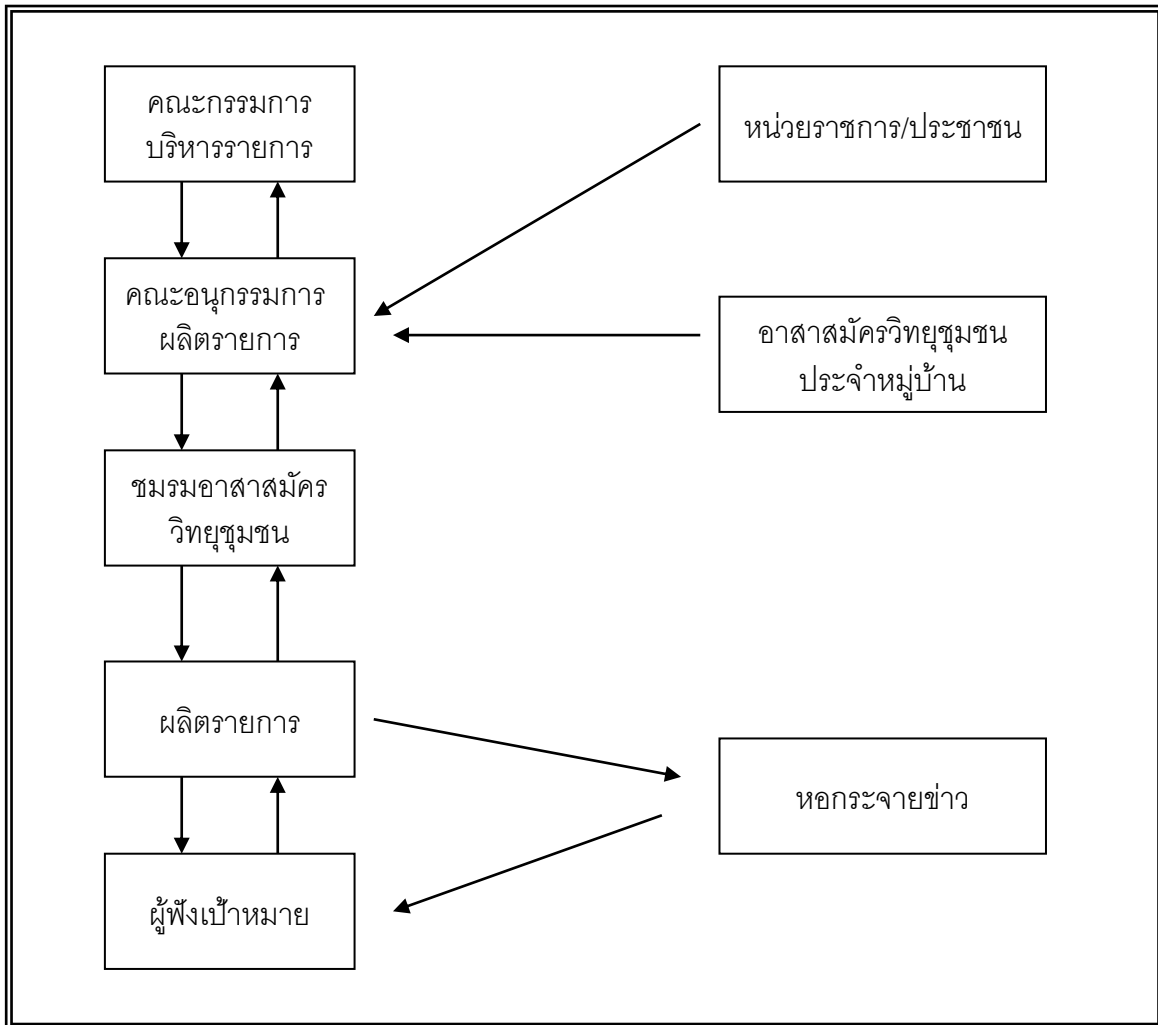 คณะกรรมการ
บริหารรายการ
หน่วยราชการ/ประชาชน
คณะอนุกรรมการ
ผลิตรายการ
อาสาสมัครวิทยุชุมชน
ประจำหมู่บ้าน
ชมรมอาสาสมัคร
วิทยุชุมชน
ผลิตรายการ
หอกระจายข่าว
ผู้ฟังเป้าหมาย